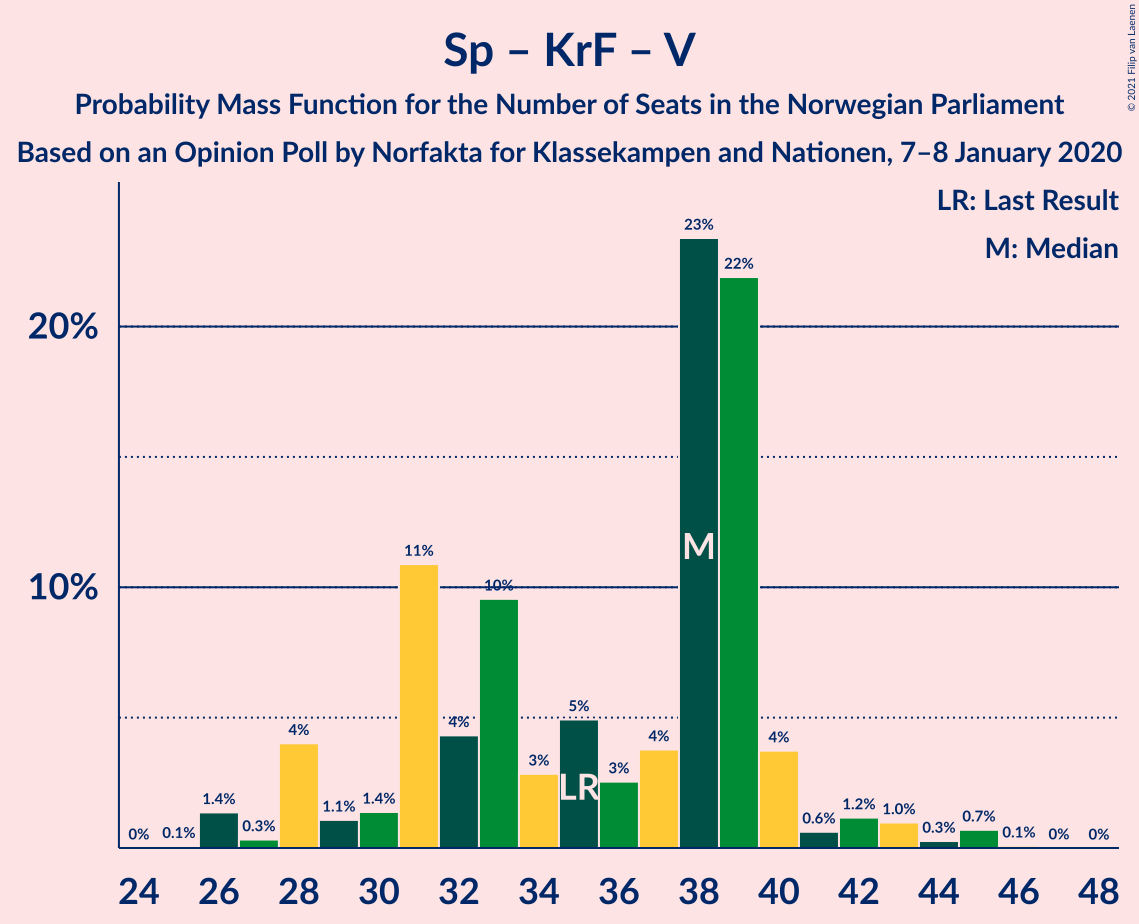 © 2021 Filip van Laenen
Sp – KrF – V
Probability Mass Function for the Number of Seats in the Norwegian Parliament
Based on an Opinion Poll by Norfakta for Klassekampen and Nationen, 7–8 January 2020
LR: Last Result
M: Median
20%
10%
0% 0.1% 1.4% 0.3% 4% 1.1% 1.4% 11% 4% 10% 3% 5% 3% 4% 23% 22% 4% 0.6% 1.2% 1.0% 0.3% 0.7% 0.1% 0% 0%
M
LR
24 26 28 30 32 34 36 38 40 42 44 46 48